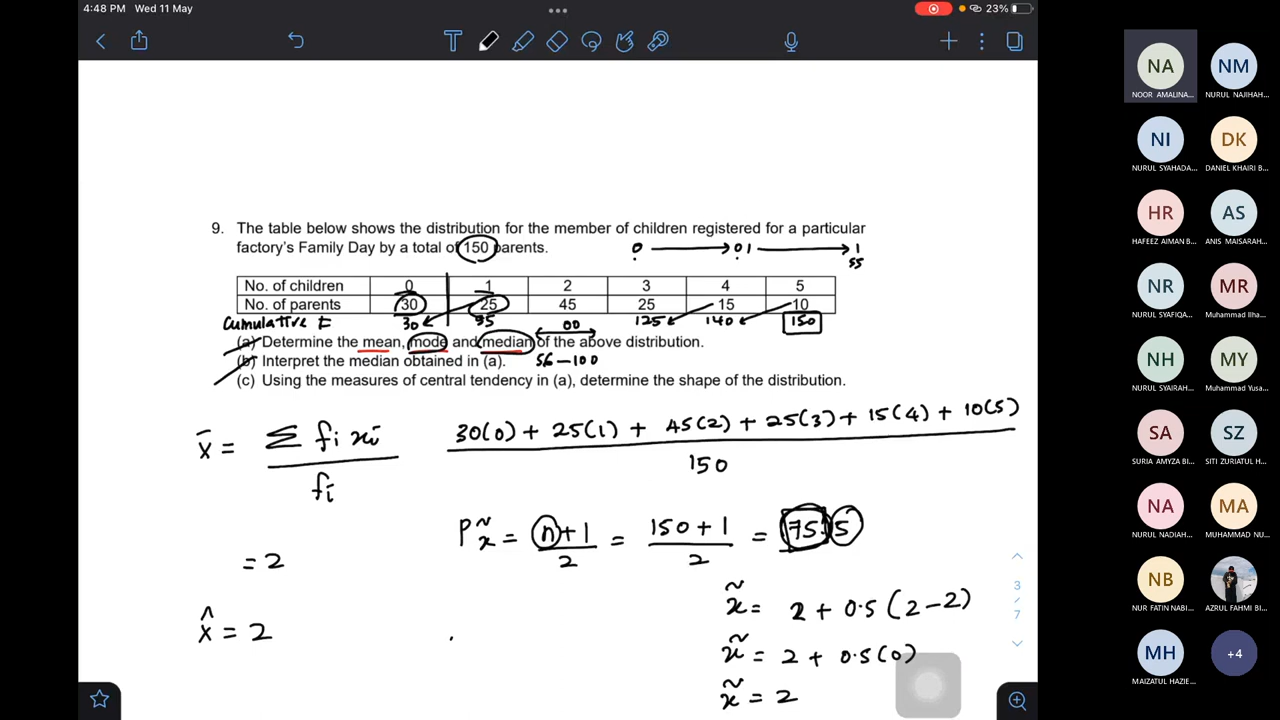 4:48 PM Wed 11 May
23%
T
9. The table below shows the distribution for the member of children registered for a particular
factory's Family Day by a total of 150 parents.
0 01 1
55
No. of children 0 1 2 3 4 5
No. of parents 30 25 45 25 15 10
Cumulative F 30 55 100 125 140 150
(a) Determine the mean, mode and median of the above distribution.
(b) Interpret the median obtained in (a). 56 – 100
(c) Using the measures of central tendency in (a), determine the shape of the distribution.
x̄ = Σ fi xi / fi
30(0) + 25(1) + 45(2) + 25(3) + 15(4) + 10(5) / 150
P x̃ = n+1 / 2 = 150+1 / 2 = 75.5
= 2
x̃ = 2 + 0.5 (2-2)
x̂ = 2
x̃ = 2 + 0.5(0)
x̃ = 2
3 / 7
NA NM
NOOR AMALINA... NURUL NAJIHAH...
NI DK
NURUL SYAHADA... DANIEL KHAIRI B...
HR AS
HAFEEZ AIMAN B... ANIS MAISARAH...
NR MI
NURUL SYAFIQA... Muhammad Ilha...
NH MY
NURUL SYAIRAH... Muhammad Yusa...
SA SZ
SURIA AMYZA BI... SITI ZURIATUL H...
NA MA
NURUL NADIAH... MUHAMMAD NU...
NB
NUR FATIN NABI... AZRUL FAHMI BI...
MH +4
MAIZATUL HAZIE...